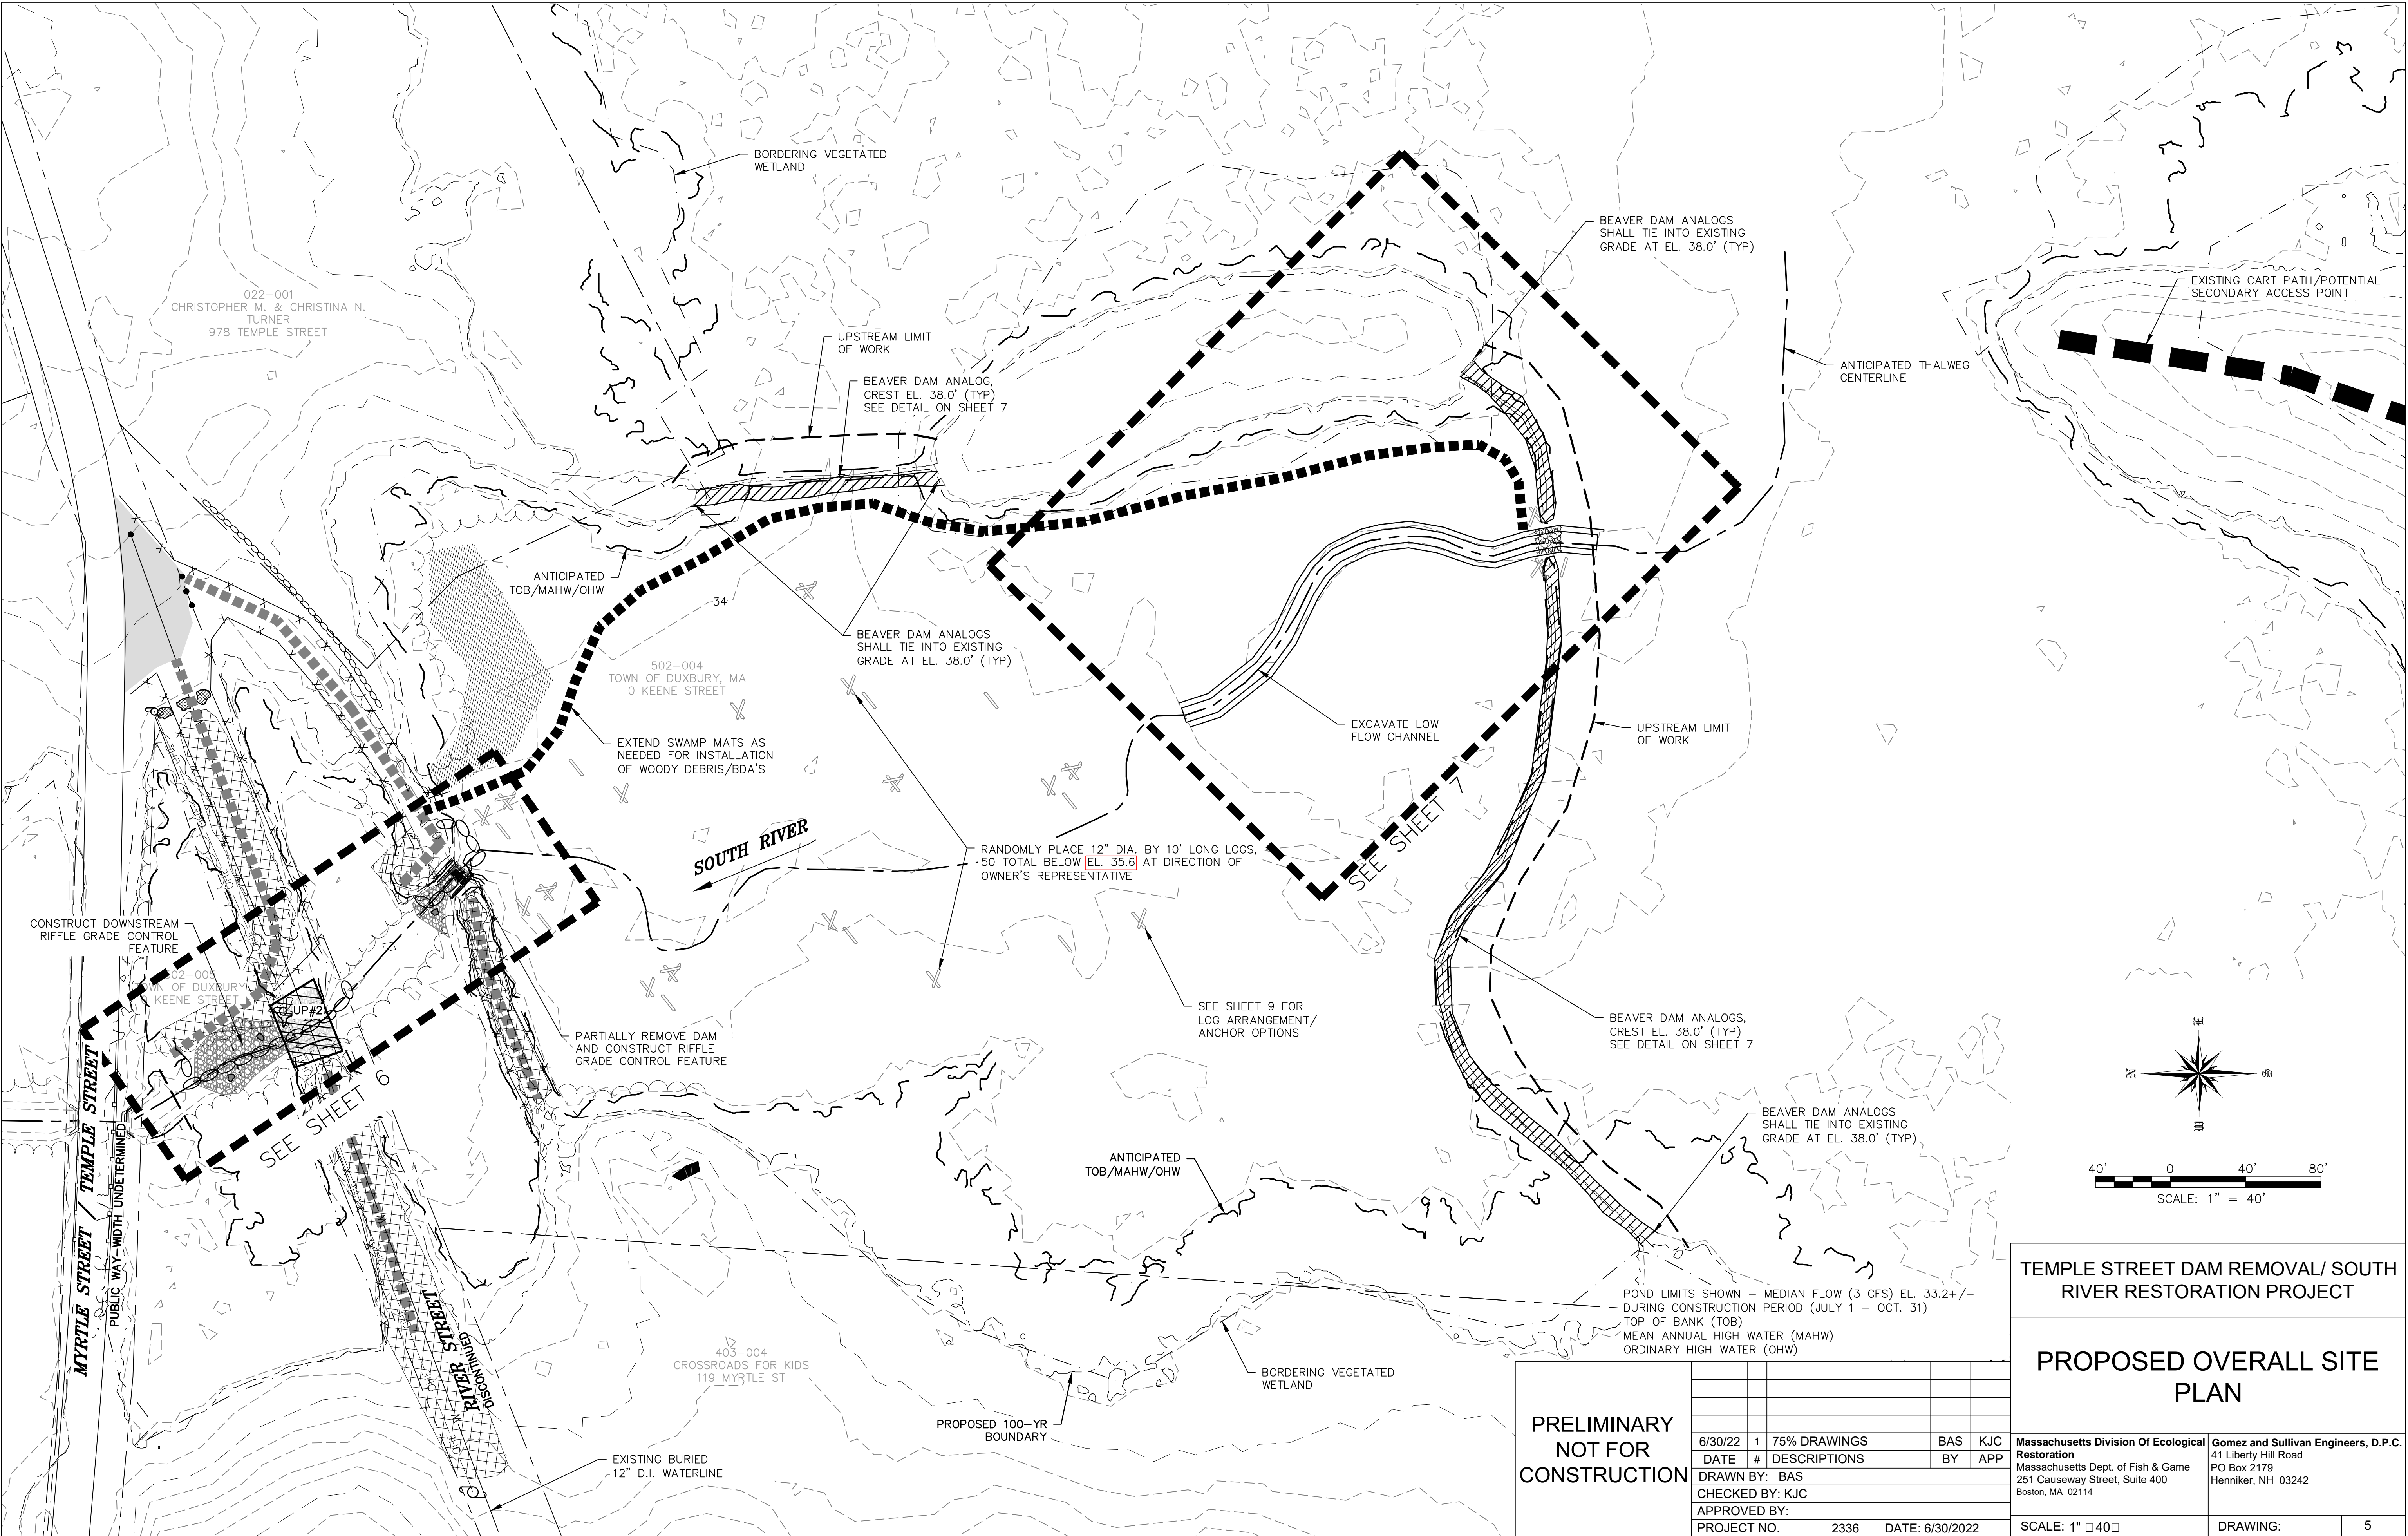 BORDERING VEGETATED
WETLAND
BEAVER DAM ANALOGS
SHALL TIE INTO EXISTING
GRADE AT EL. 38.0' (TYP)
EXISTING CART PATH/POTENTIAL
SECONDARY ACCESS POINT
022-001
CHRISTOPHER M. & CHRISTINA N.
TURNER
978 TEMPLE STREET
UPSTREAM LIMIT
OF WORK
ANTICIPATED THALWEG
CENTERLINE
BEAVER DAM ANALOG,
CREST EL. 38.0' (TYP)
SEE DETAIL ON SHEET 7
ANTICIPATED
TOB/MAHW/OHW
34
BEAVER DAM ANALOGS
SHALL TIE INTO EXISTING
GRADE AT EL. 38.0' (TYP)
502-004
TOWN OF DUXBURY, MA
0 KEENE STREET
EXTEND SWAMP MATS AS
NEEDED FOR INSTALLATION
OF WOODY DEBRIS/BDA'S
EXCAVATE LOW
FLOW CHANNEL
UPSTREAM LIMIT
OF WORK
SEE SHEET 7
SOUTH RIVER
RANDOMLY PLACE 12" DIA. BY 10' LONG LOGS,
50 TOTAL BELOW EL. 35.6 AT DIRECTION OF
OWNER'S REPRESENTATIVE
CONSTRUCT DOWNSTREAM
RIFFLE GRADE CONTROL
FEATURE
502-005
TOWN OF DUXBURY
0 KEENE STREET
UP#2
SEE SHEET 9 FOR
LOG ARRANGEMENT/
ANCHOR OPTIONS
BEAVER DAM ANALOGS,
CREST EL. 38.0' (TYP)
SEE DETAIL ON SHEET 7
PARTIALLY REMOVE DAM
AND CONSTRUCT RIFFLE
GRADE CONTROL FEATURE
SEE SHEET 6
MYRTLE STREET / TEMPLE STREET
PUBLIC WAY-WIDTH UNDETERMINED
BEAVER DAM ANALOGS
SHALL TIE INTO EXISTING
GRADE AT EL. 38.0' (TYP)
ANTICIPATED
TOB/MAHW/OHW
E
N
S
W
40' 0 40' 80'
SCALE: 1" = 40'
RIVER STREET
DISCONTINUED
403-004
CROSSROADS FOR KIDS
119 MYRTLE ST
POND LIMITS SHOWN - MEDIAN FLOW (3 CFS) EL. 33.2+/-
DURING CONSTRUCTION PERIOD (JULY 1 - OCT. 31)
TOP OF BANK (TOB)
MEAN ANNUAL HIGH WATER (MAHW)
ORDINARY HIGH WATER (OHW)
BORDERING VEGETATED
WETLAND
PROPOSED 100-YR
BOUNDARY
EXISTING BURIED
12" D.I. WATERLINE
TEMPLE STREET DAM REMOVAL/ SOUTH
RIVER RESTORATION PROJECT
PROPOSED OVERALL SITE
PLAN
PRELIMINARY
NOT FOR
CONSTRUCTION
6/30/22 1 75% DRAWINGS BAS KJC
DATE # DESCRIPTIONS BY APP
DRAWN BY: BAS
CHECKED BY: KJC
APPROVED BY:
PROJECT NO. 2336 DATE: 6/30/2022
Massachusetts Division Of Ecological
Restoration
Massachusetts Dept. of Fish & Game
251 Causeway Street, Suite 400
Boston, MA 02114
Gomez and Sullivan Engineers, D.P.C.
41 Liberty Hill Road
PO Box 2179
Henniker, NH 03242
SCALE: 1" □40□
DRAWING: 5